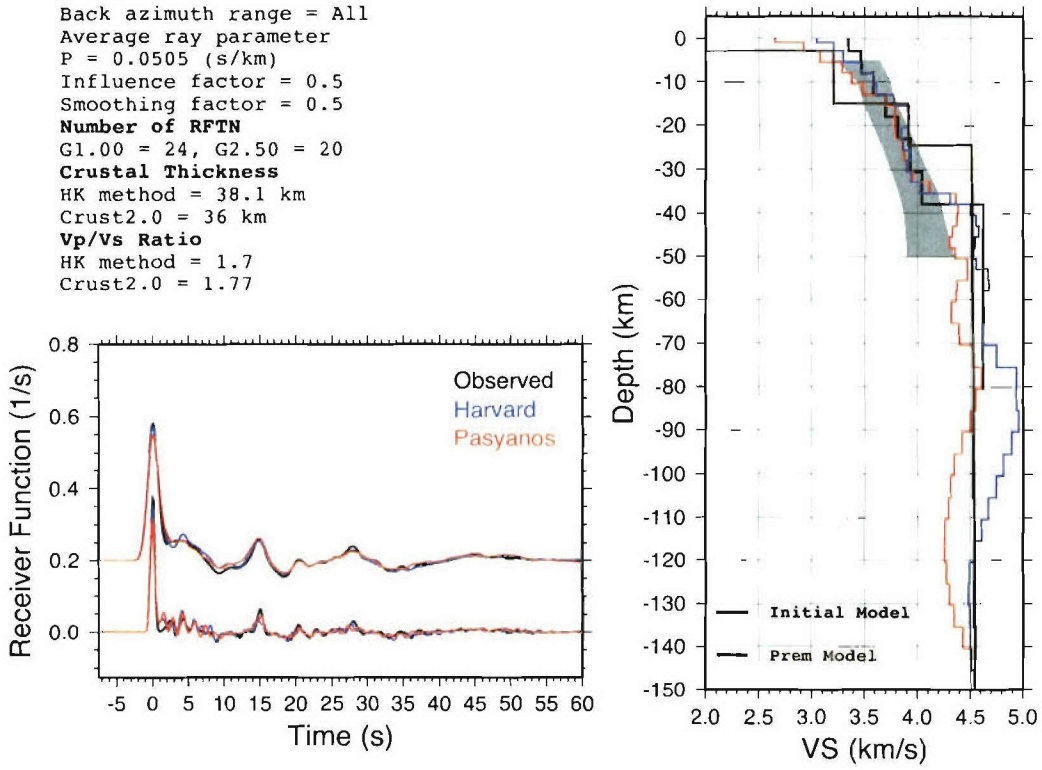 Back azimuth range = All
Average ray parameter
P = 0.0505 (s/km)
Influence factor = 0.5
Smoothing factor = 0.5
Number of RFTN
G1.00 = 24, G2.50 = 20
Crustal Thickness
HK method = 38.1 km
Crust2.0 = 36 km
Vp/Vs Ratio
HK method = 1.7
Crust2.0 = 1.77
Receiver Function (1/s)
0.8
0.6
0.4
0.2
0.0
Observed
Harvard
Pasyanos
-5 0 5 10 15 20 25 30 35 40 45 50 55 60
Time (s)
Depth (km)
0
-10
-20
-30
-40
-50
-60
-70
-80
-90
-100
-110
-120
-130
-140
-150
Initial Model
Prem Model
2.0 2.5 3.0 3.5 4.0 4.5 5.0
VS (km/s)